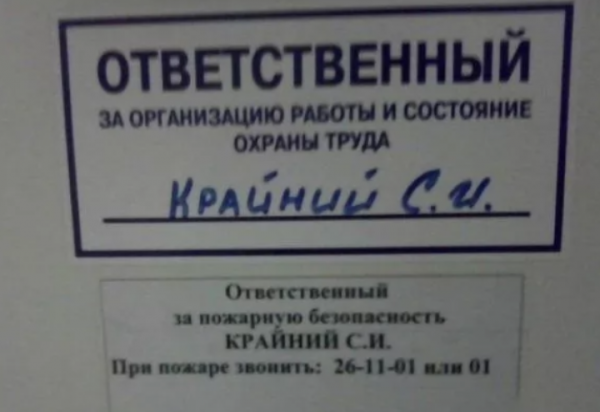 ОТВЕТСТВЕННЫЙ
ЗА ОРГАНИЗАЦИЮ РАБОТЫ И СОСТОЯНИЕ
ОХРАНЫ ТРУДА
КРАЙНИЙ С.И.
Ответственный
за пожарную безопасность
КРАЙНИЙ С.И.
При пожаре звонить: 26-11-01 или 01